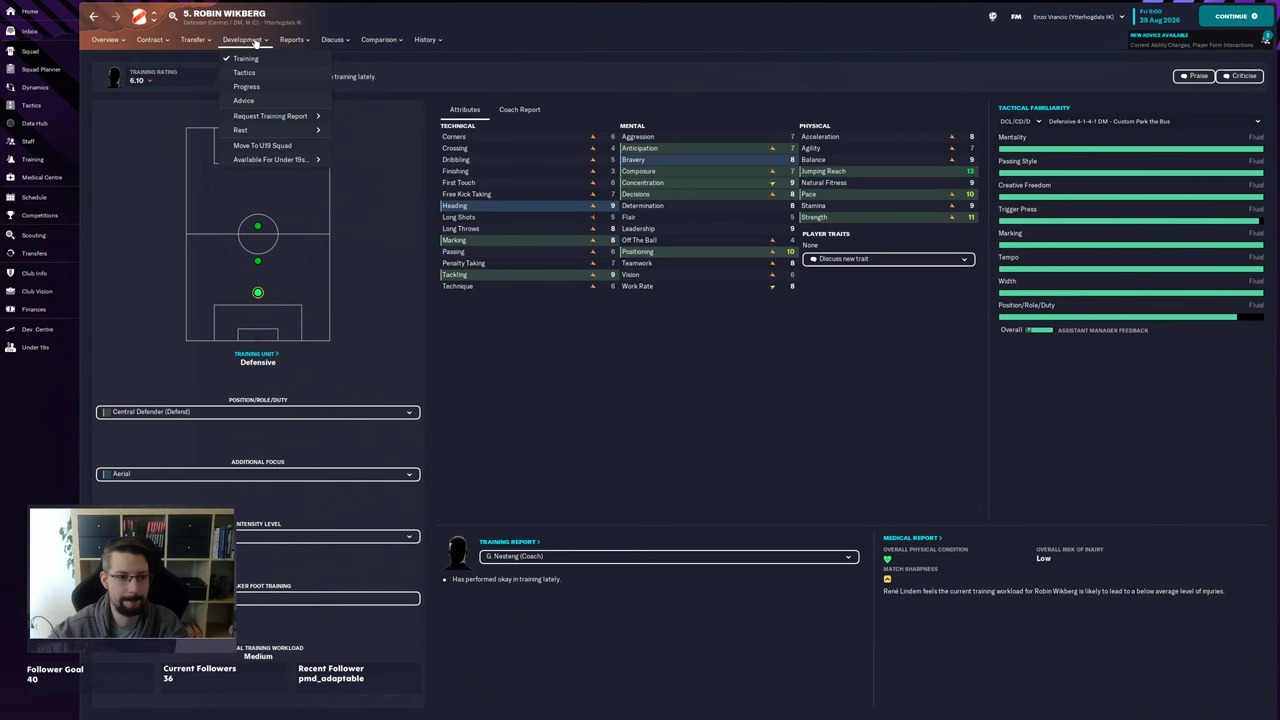 Home
Inbox
Squad
Squad Planner
Dynamics
Tactics
Data Hub
Staff
Training
Medical Centre
Schedule
Competitions
Scouting
Transfers
Club Info
Club Vision
Finances
Dev. Centre
Under 19s
5. ROBIN WIKBERG
Defender (Centre) / DM, M (C) - Ytterhogdals IK
FM
Enzo Vrancic (Ytterhogdals IK)
Fri 9:00
28 Aug 2026
CONTINUE
NEW ADVICE AVAILABLE
Current Ability Changes, Player Form Interactions
2
Overview
Contract
Transfer
Development
Reports
Discuss
Comparison
History
Training
Tactics
Progress
Advice
Request Training Report
Rest
Move To U19 Squad
Available For Under 19s...
TRAINING RATING
6.10
n training lately.
Praise
Criticise
TRAINING UNIT
Defensive
POSITION/ROLE/DUTY
Central Defender (Defend)
ADDITIONAL FOCUS
Aerial
INTENSITY LEVEL
AKER FOOT TRAINING
AL TRAINING WORKLOAD
Medium
Attributes
Coach Report
TECHNICAL
Corners 6
Crossing 4
Dribbling 5
Finishing 3
First Touch 6
Free Kick Taking 7
Heading 9
Long Shots 5
Long Throws 8
Marking 8
Passing 6
Penalty Taking 7
Tackling 9
Technique 6
MENTAL
Aggression 7
Anticipation 7
Bravery 8
Composure 7
Concentration 9
Decisions 8
Determination 8
Flair 5
Leadership 9
Off The Ball 4
Positioning 10
Teamwork 8
Vision 6
Work Rate 8
PHYSICAL
Acceleration 8
Agility 7
Balance 9
Jumping Reach 13
Natural Fitness 9
Pace 10
Stamina 9
Strength 11
PLAYER TRAITS
None
Discuss new trait
TACTICAL FAMILIARITY
DCL/CD/D
Defensive 4-1-4-1 DM - Custom Park the Bus
Mentality Fluid
Passing Style Fluid
Creative Freedom Fluid
Trigger Press Fluid
Marking Fluid
Tempo Fluid
Width Fluid
Position/Role/Duty Fluid
Overall
ASSISTANT MANAGER FEEDBACK
TRAINING REPORT
G. Nesteng (Coach)
Has performed okay in training lately.
MEDICAL REPORT
OVERALL PHYSICAL CONDITION
OVERALL RISK OF INJURY
Low
MATCH SHARPNESS
René Lindem feels the current training workload for Robin Wikberg is likely to lead to a below average level of injuries.
Follower Goal
40
Current Followers
36
Recent Follower
pmd_adaptable